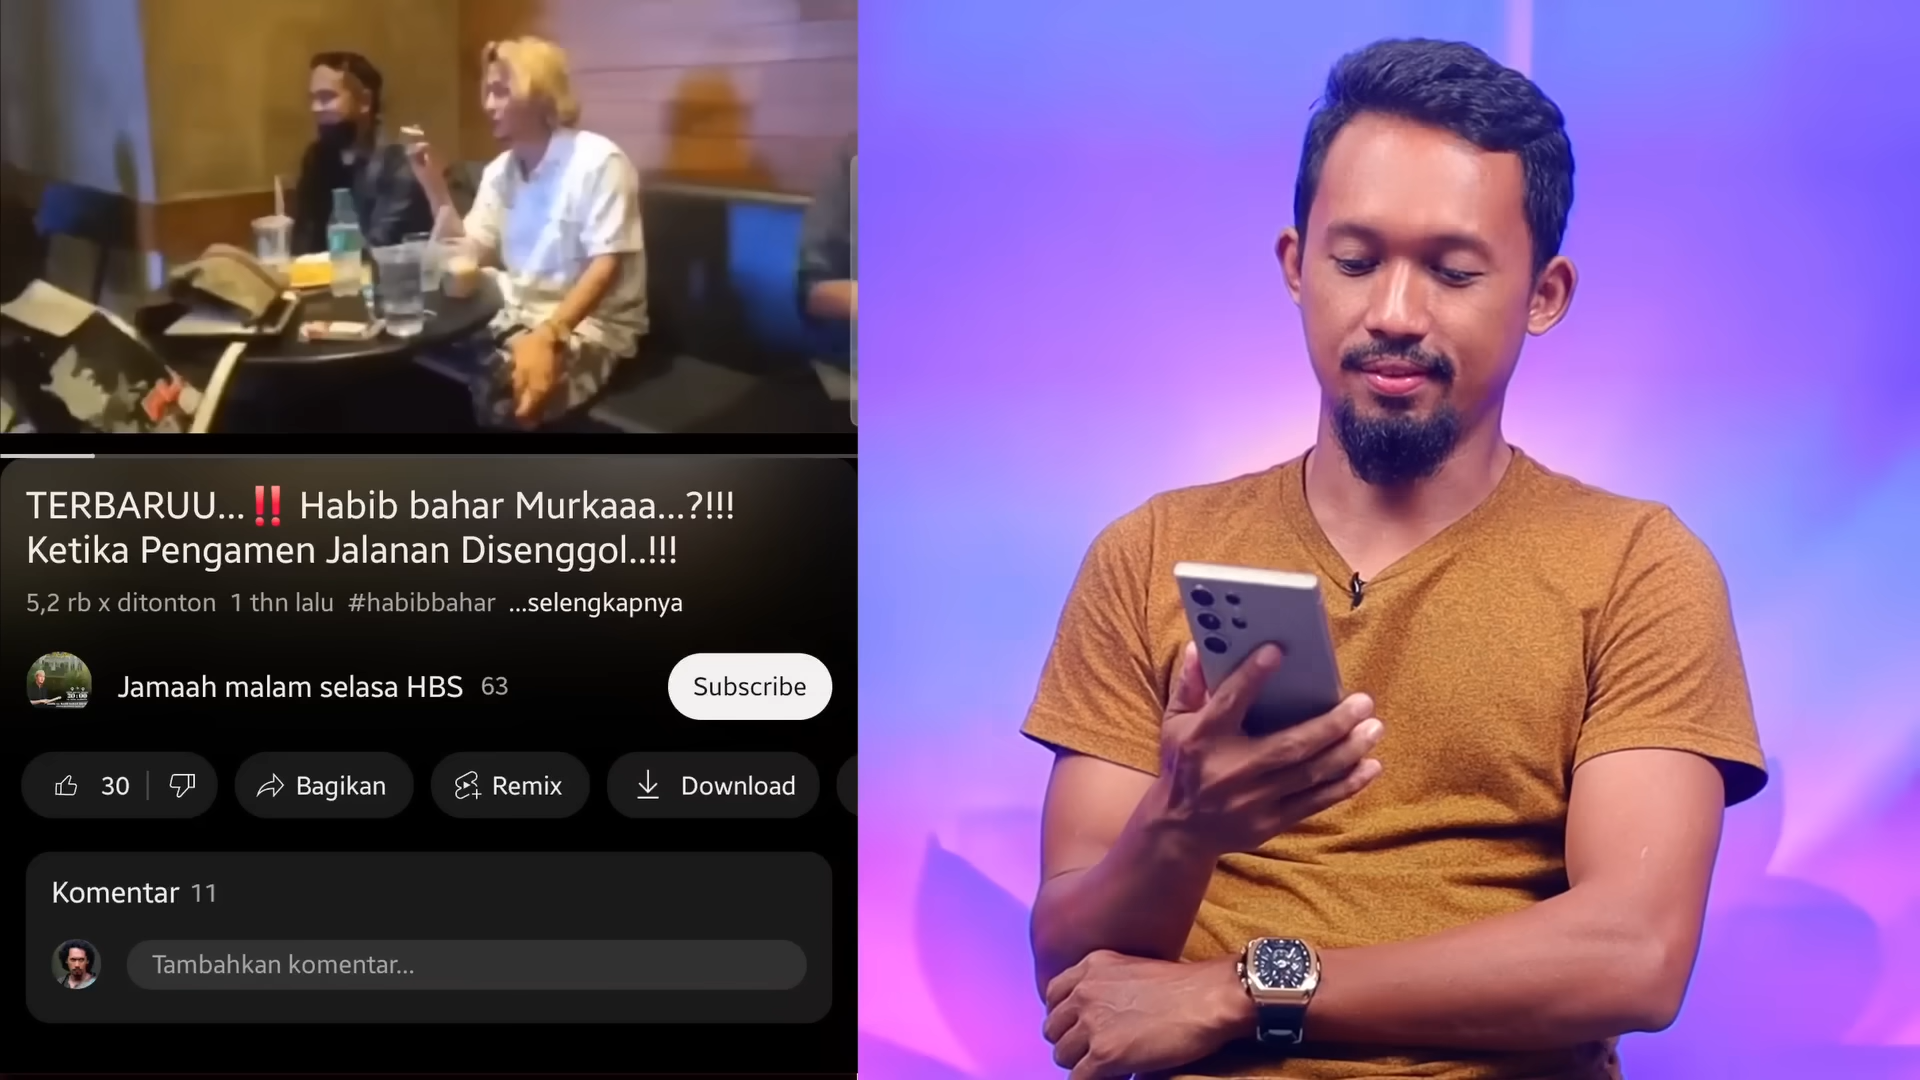 TERBARUU...‼️ Habib bahar Murkaaa...?!!!
Ketika Pengamen Jalanan Disenggol..!!!
5,2 rb x ditonton 1 thn lalu #habibbahar ...selengkapnya
Jamaah malam selasa HBS 63
Subscribe
30
Bagikan
Remix
Download
Komentar 11
Tambahkan komentar...